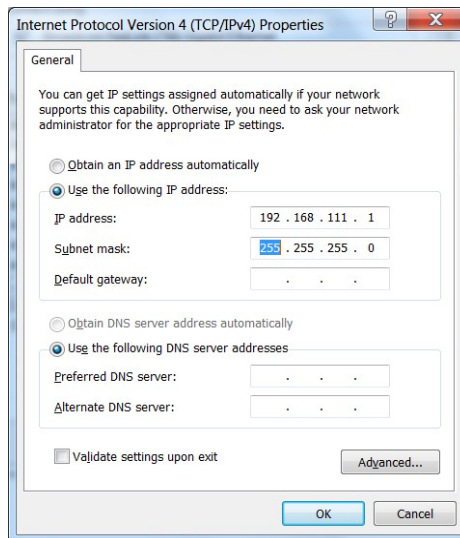 Internet Protocol Version 4 (TCP/IPv4) Properties
? X
General
You can get IP settings assigned automatically if your network
supports this capability. Otherwise, you need to ask your network
administrator for the appropriate IP settings.
Obtain an IP address automatically
Use the following IP address:
IP address: 192 . 168 . 111 . 1
Subnet mask: 255 . 255 . 255 . 0
Default gateway: . . .
Obtain DNS server address automatically
Use the following DNS server addresses
Preferred DNS server: . . .
Alternate DNS server: . . .
Validate settings upon exit
Advanced...
OK Cancel